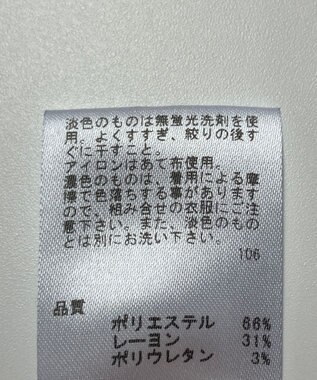 淡色のものは無蛍光洗剤を使
用。よくすすぎ、絞りの後す
ぐに干すこと。
アイロンはあて布使用。
濃色のものは、着用による摩
擦で色落ちする事があります
ので、組み合せの衣服にご注
意下さい。また、淡色のもの
とは別にお洗い下さい。
106
品質
ポリエステル 66%
レーヨン 31%
ポリウレタン 3%